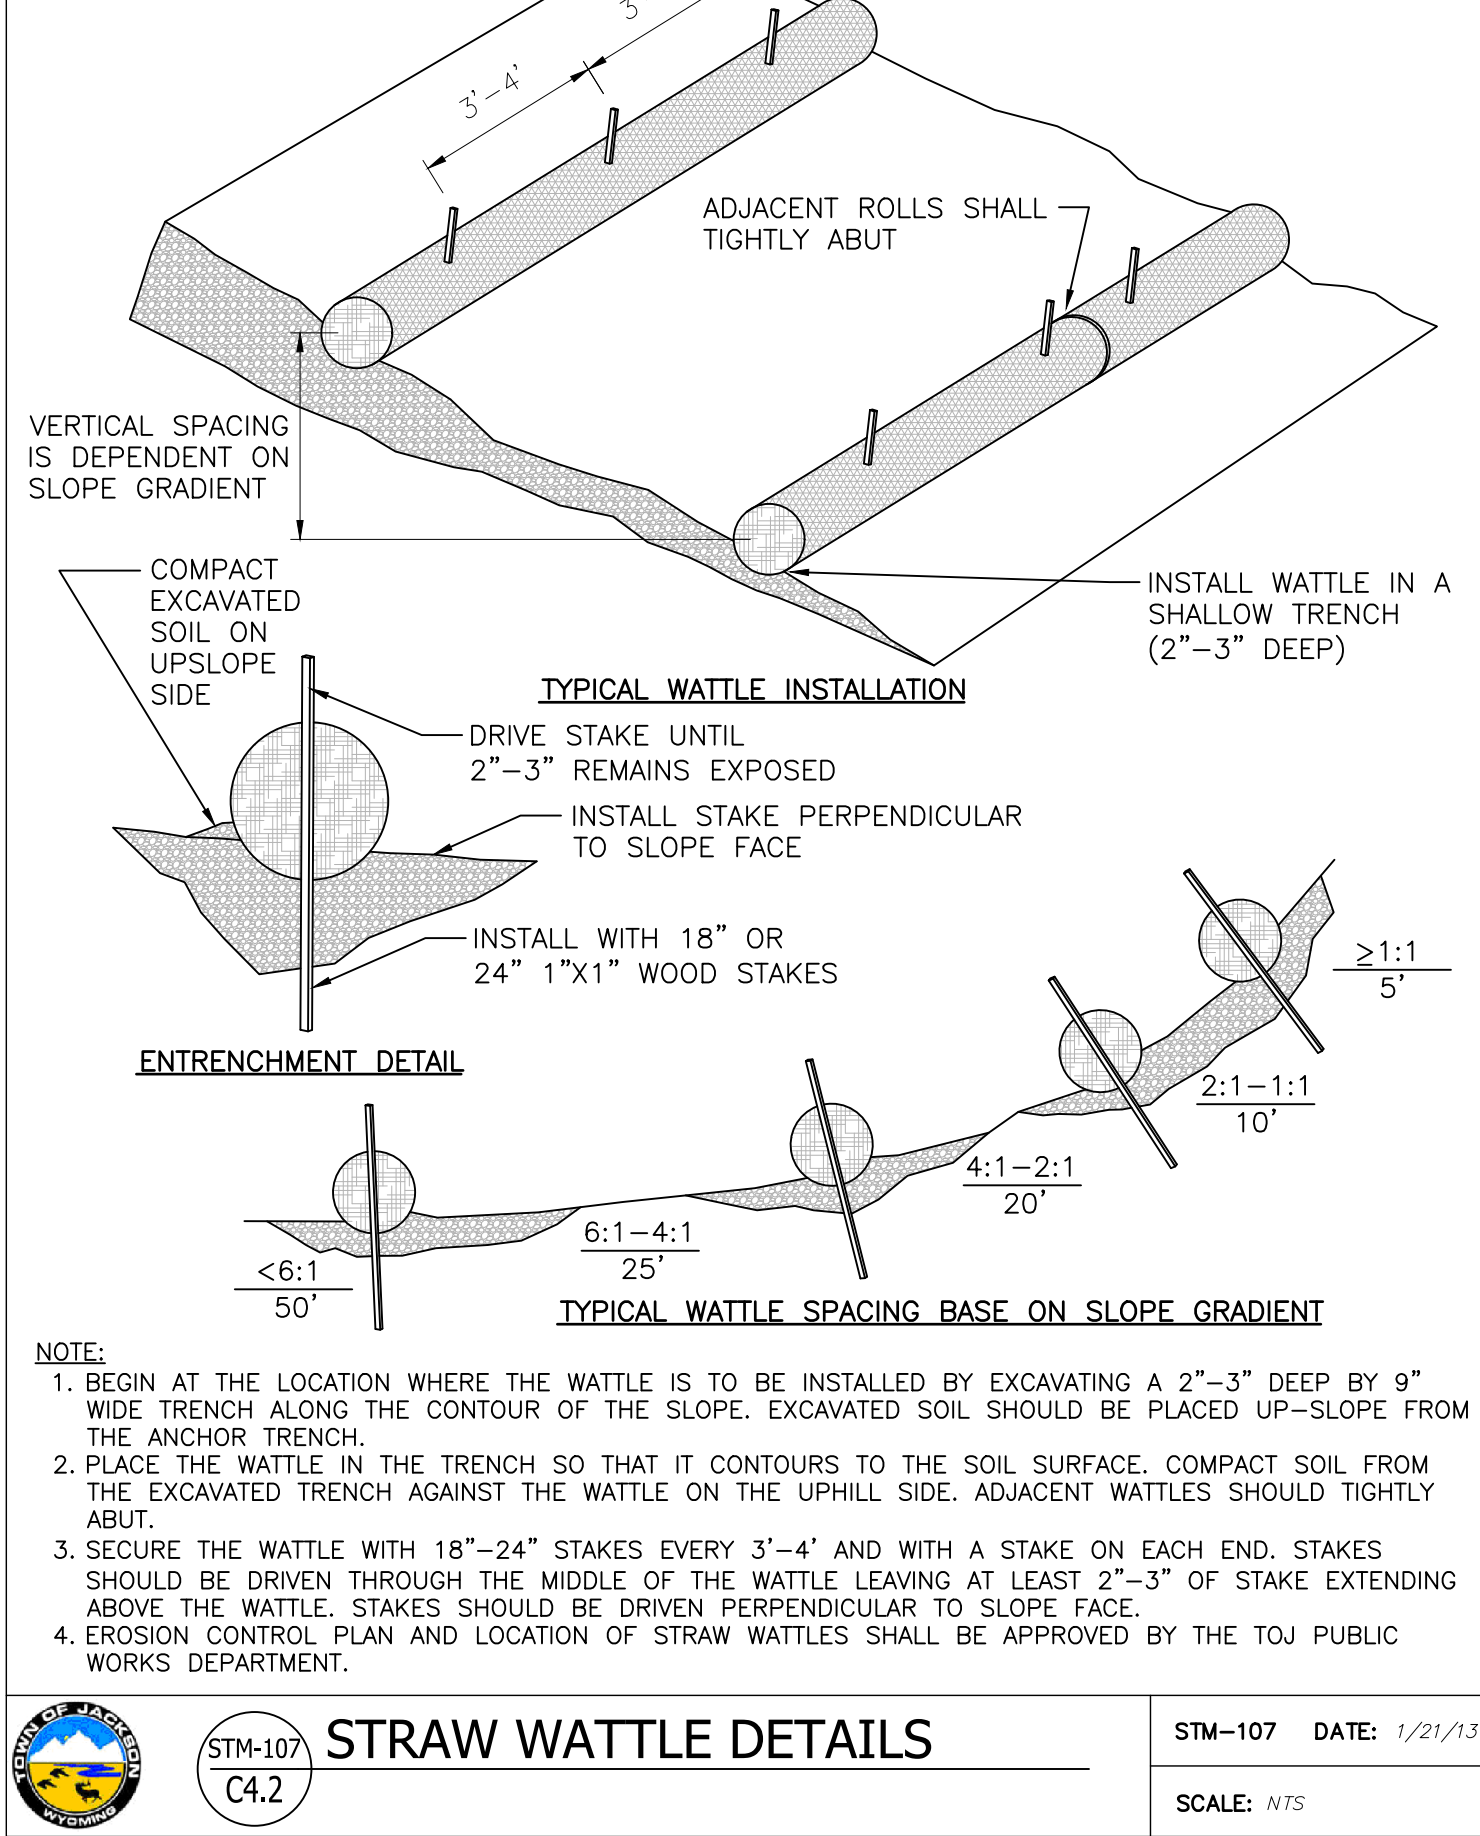 3'
3'-4'
ADJACENT ROLLS SHALL
TIGHTLY ABUT
VERTICAL SPACING
IS DEPENDENT ON
SLOPE GRADIENT
COMPACT
EXCAVATED
SOIL ON
UPSLOPE
SIDE
INSTALL WATTLE IN A
SHALLOW TRENCH
(2"-3" DEEP)
TYPICAL WATTLE INSTALLATION
DRIVE STAKE UNTIL
2"-3" REMAINS EXPOSED
INSTALL STAKE PERPENDICULAR
TO SLOPE FACE
INSTALL WITH 18" OR
24" 1"X1" WOOD STAKES
ENTRENCHMENT DETAIL
≥1:1
5'
2:1-1:1
10'
4:1-2:1
20'
6:1-4:1
25'
<6:1
50'
TYPICAL WATTLE SPACING BASE ON SLOPE GRADIENT
NOTE:
1. BEGIN AT THE LOCATION WHERE THE WATTLE IS TO BE INSTALLED BY EXCAVATING A 2"-3" DEEP BY 9"
WIDE TRENCH ALONG THE CONTOUR OF THE SLOPE. EXCAVATED SOIL SHOULD BE PLACED UP-SLOPE FROM
THE ANCHOR TRENCH.
2. PLACE THE WATTLE IN THE TRENCH SO THAT IT CONTOURS TO THE SOIL SURFACE. COMPACT SOIL FROM
THE EXCAVATED TRENCH AGAINST THE WATTLE ON THE UPHILL SIDE. ADJACENT WATTLES SHOULD TIGHTLY
ABUT.
3. SECURE THE WATTLE WITH 18"-24" STAKES EVERY 3'-4' AND WITH A STAKE ON EACH END. STAKES
SHOULD BE DRIVEN THROUGH THE MIDDLE OF THE WATTLE LEAVING AT LEAST 2"-3" OF STAKE EXTENDING
ABOVE THE WATTLE. STAKES SHOULD BE DRIVEN PERPENDICULAR TO SLOPE FACE.
4. EROSION CONTROL PLAN AND LOCATION OF STRAW WATTLES SHALL BE APPROVED BY THE TOJ PUBLIC
WORKS DEPARTMENT.
TOWN OF JACKSON
WYOMING
STM-107
C4.2
STRAW WATTLE DETAILS
STM-107 DATE: 1/21/13
SCALE: NTS